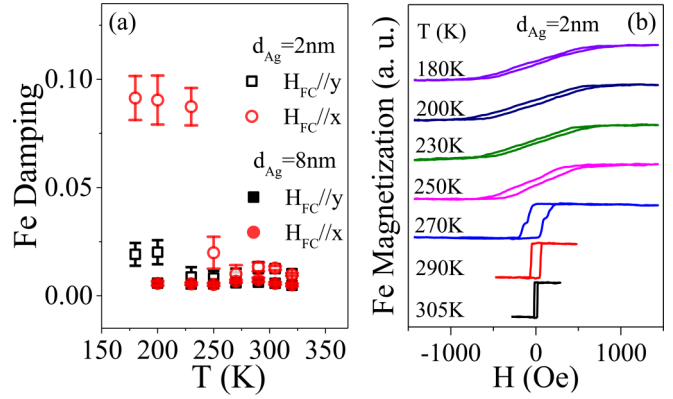 (a)
d_Ag=2nm
H_FC//y
H_FC//x
d_Ag=8nm
H_FC//y
H_FC//x
Fe Damping
0.10
0.05
0.00
150 200 250 300 350
T (K)
(b)
d_Ag=2nm
T (K)
180K
200K
230K
250K
270K
290K
305K
Fe Magnetization (a. u.)
-1000 0 1000
H (Oe)